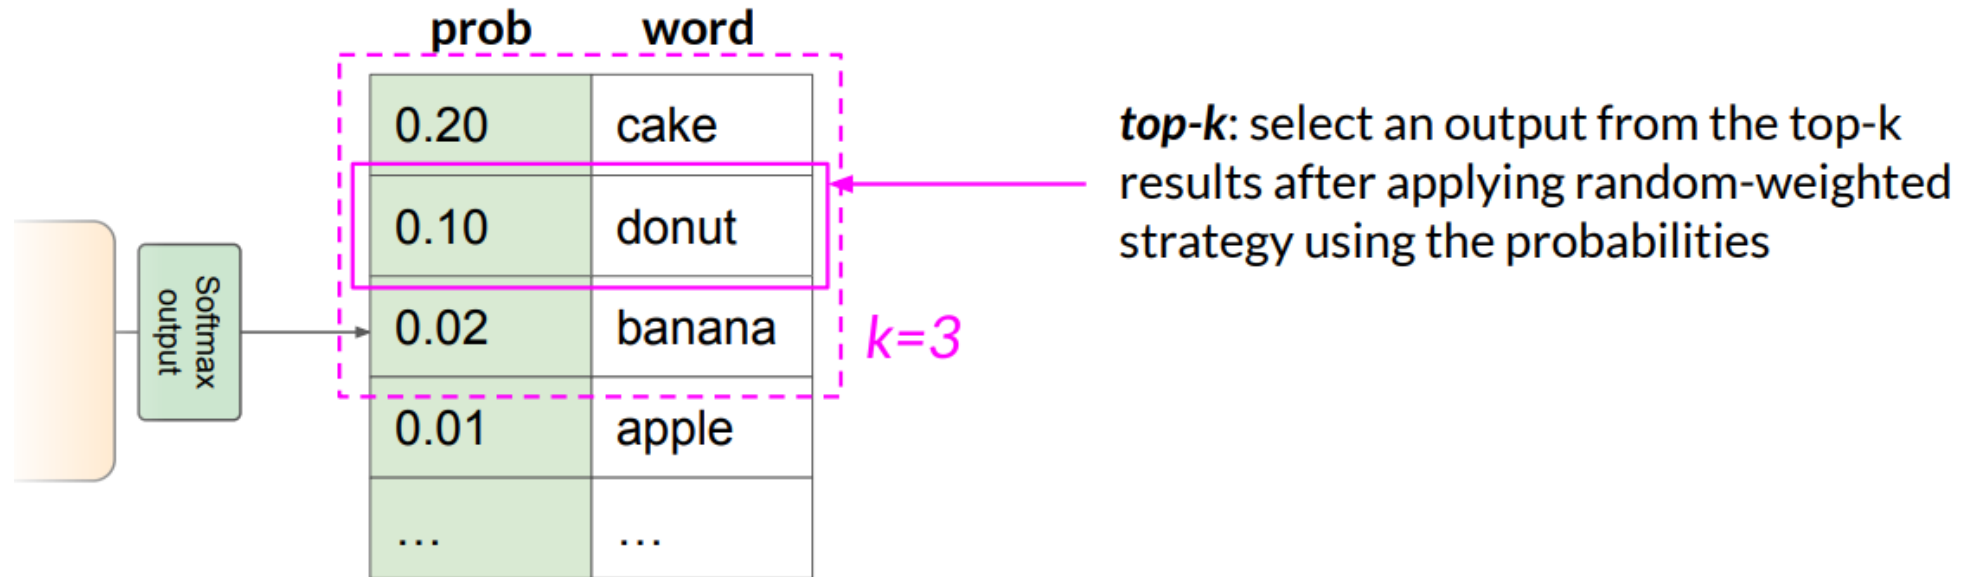 prob word
0.20 cake
0.10 donut
0.02 banana
0.01 apple
... ...
Softmax
output
k=3
top-k: select an output from the top-k
results after applying random-weighted
strategy using the probabilities